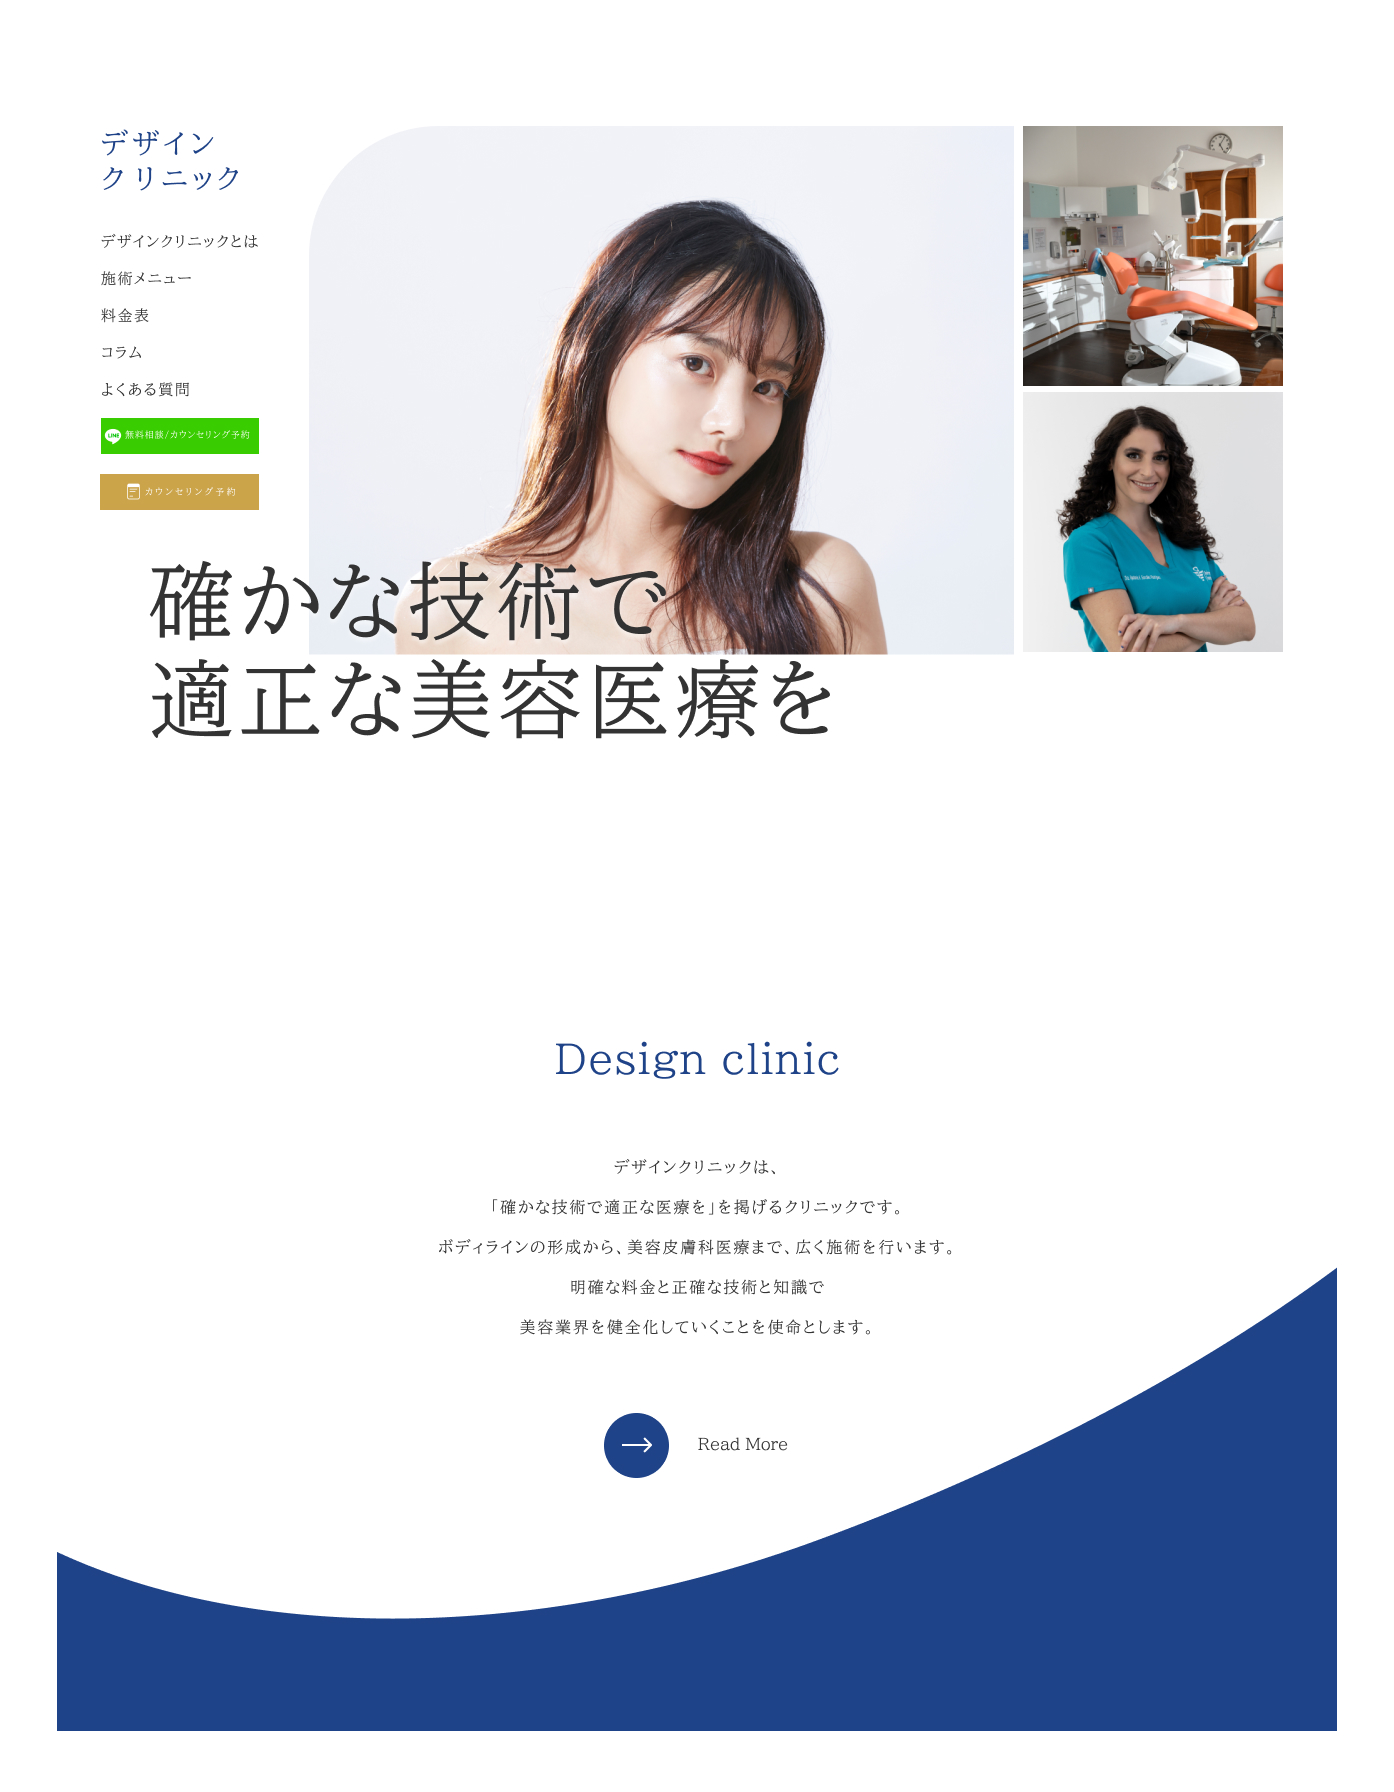 デザイン
クリニック
デザインクリニックとは
施術メニュー
料金表
コラム
よくある質問
LINE 無料相談/カウンセリング予約
カウンセリング予約
確かな技術で
適正な美容医療を
Design clinic
デザインクリニックは、
「確かな技術で適正な医療を」を掲げるクリニックです。
ボディラインの形成から、美容皮膚科医療まで、広く施術を行います。
明確な料金と正確な技術と知識で
美容業界を健全化していくことを使命とします。
Read More